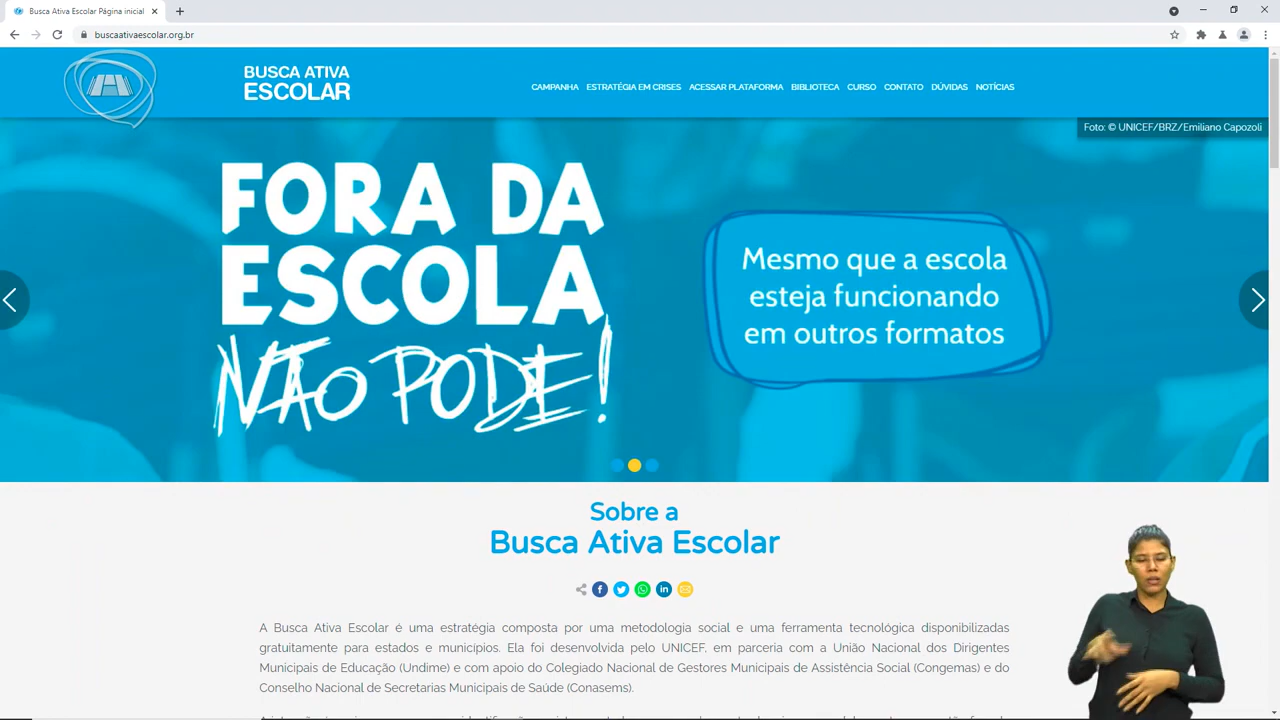 Busca Ativa Escolar Página inicial
buscaativaescolar.org.br
BUSCA ATIVA
ESCOLAR
CAMPANHA ESTRATÉGIA EM CRISES ACESSAR PLATAFORMA BIBLIOTECA CURSO CONTATO DÚVIDAS NOTÍCIAS
Foto: © UNICEF/BRZ/Emiliano Capozoli
FORA DA
ESCOLA
NÃO PODE!
Mesmo que a escola
esteja funcionando
em outros formatos
Sobre a
Busca Ativa Escolar
A Busca Ativa Escolar é uma estratégia composta por uma metodologia social e uma ferramenta tecnológica disponibilizadas
gratuitamente para estados e municípios. Ela foi desenvolvida pelo UNICEF, em parceria com a União Nacional dos Dirigentes
Municipais de Educação (Undime) e com apoio do Colegiado Nacional de Gestores Municipais de Assistência Social (Congemas) e do
Conselho Nacional de Secretarias Municipais de Saúde (Conasems).